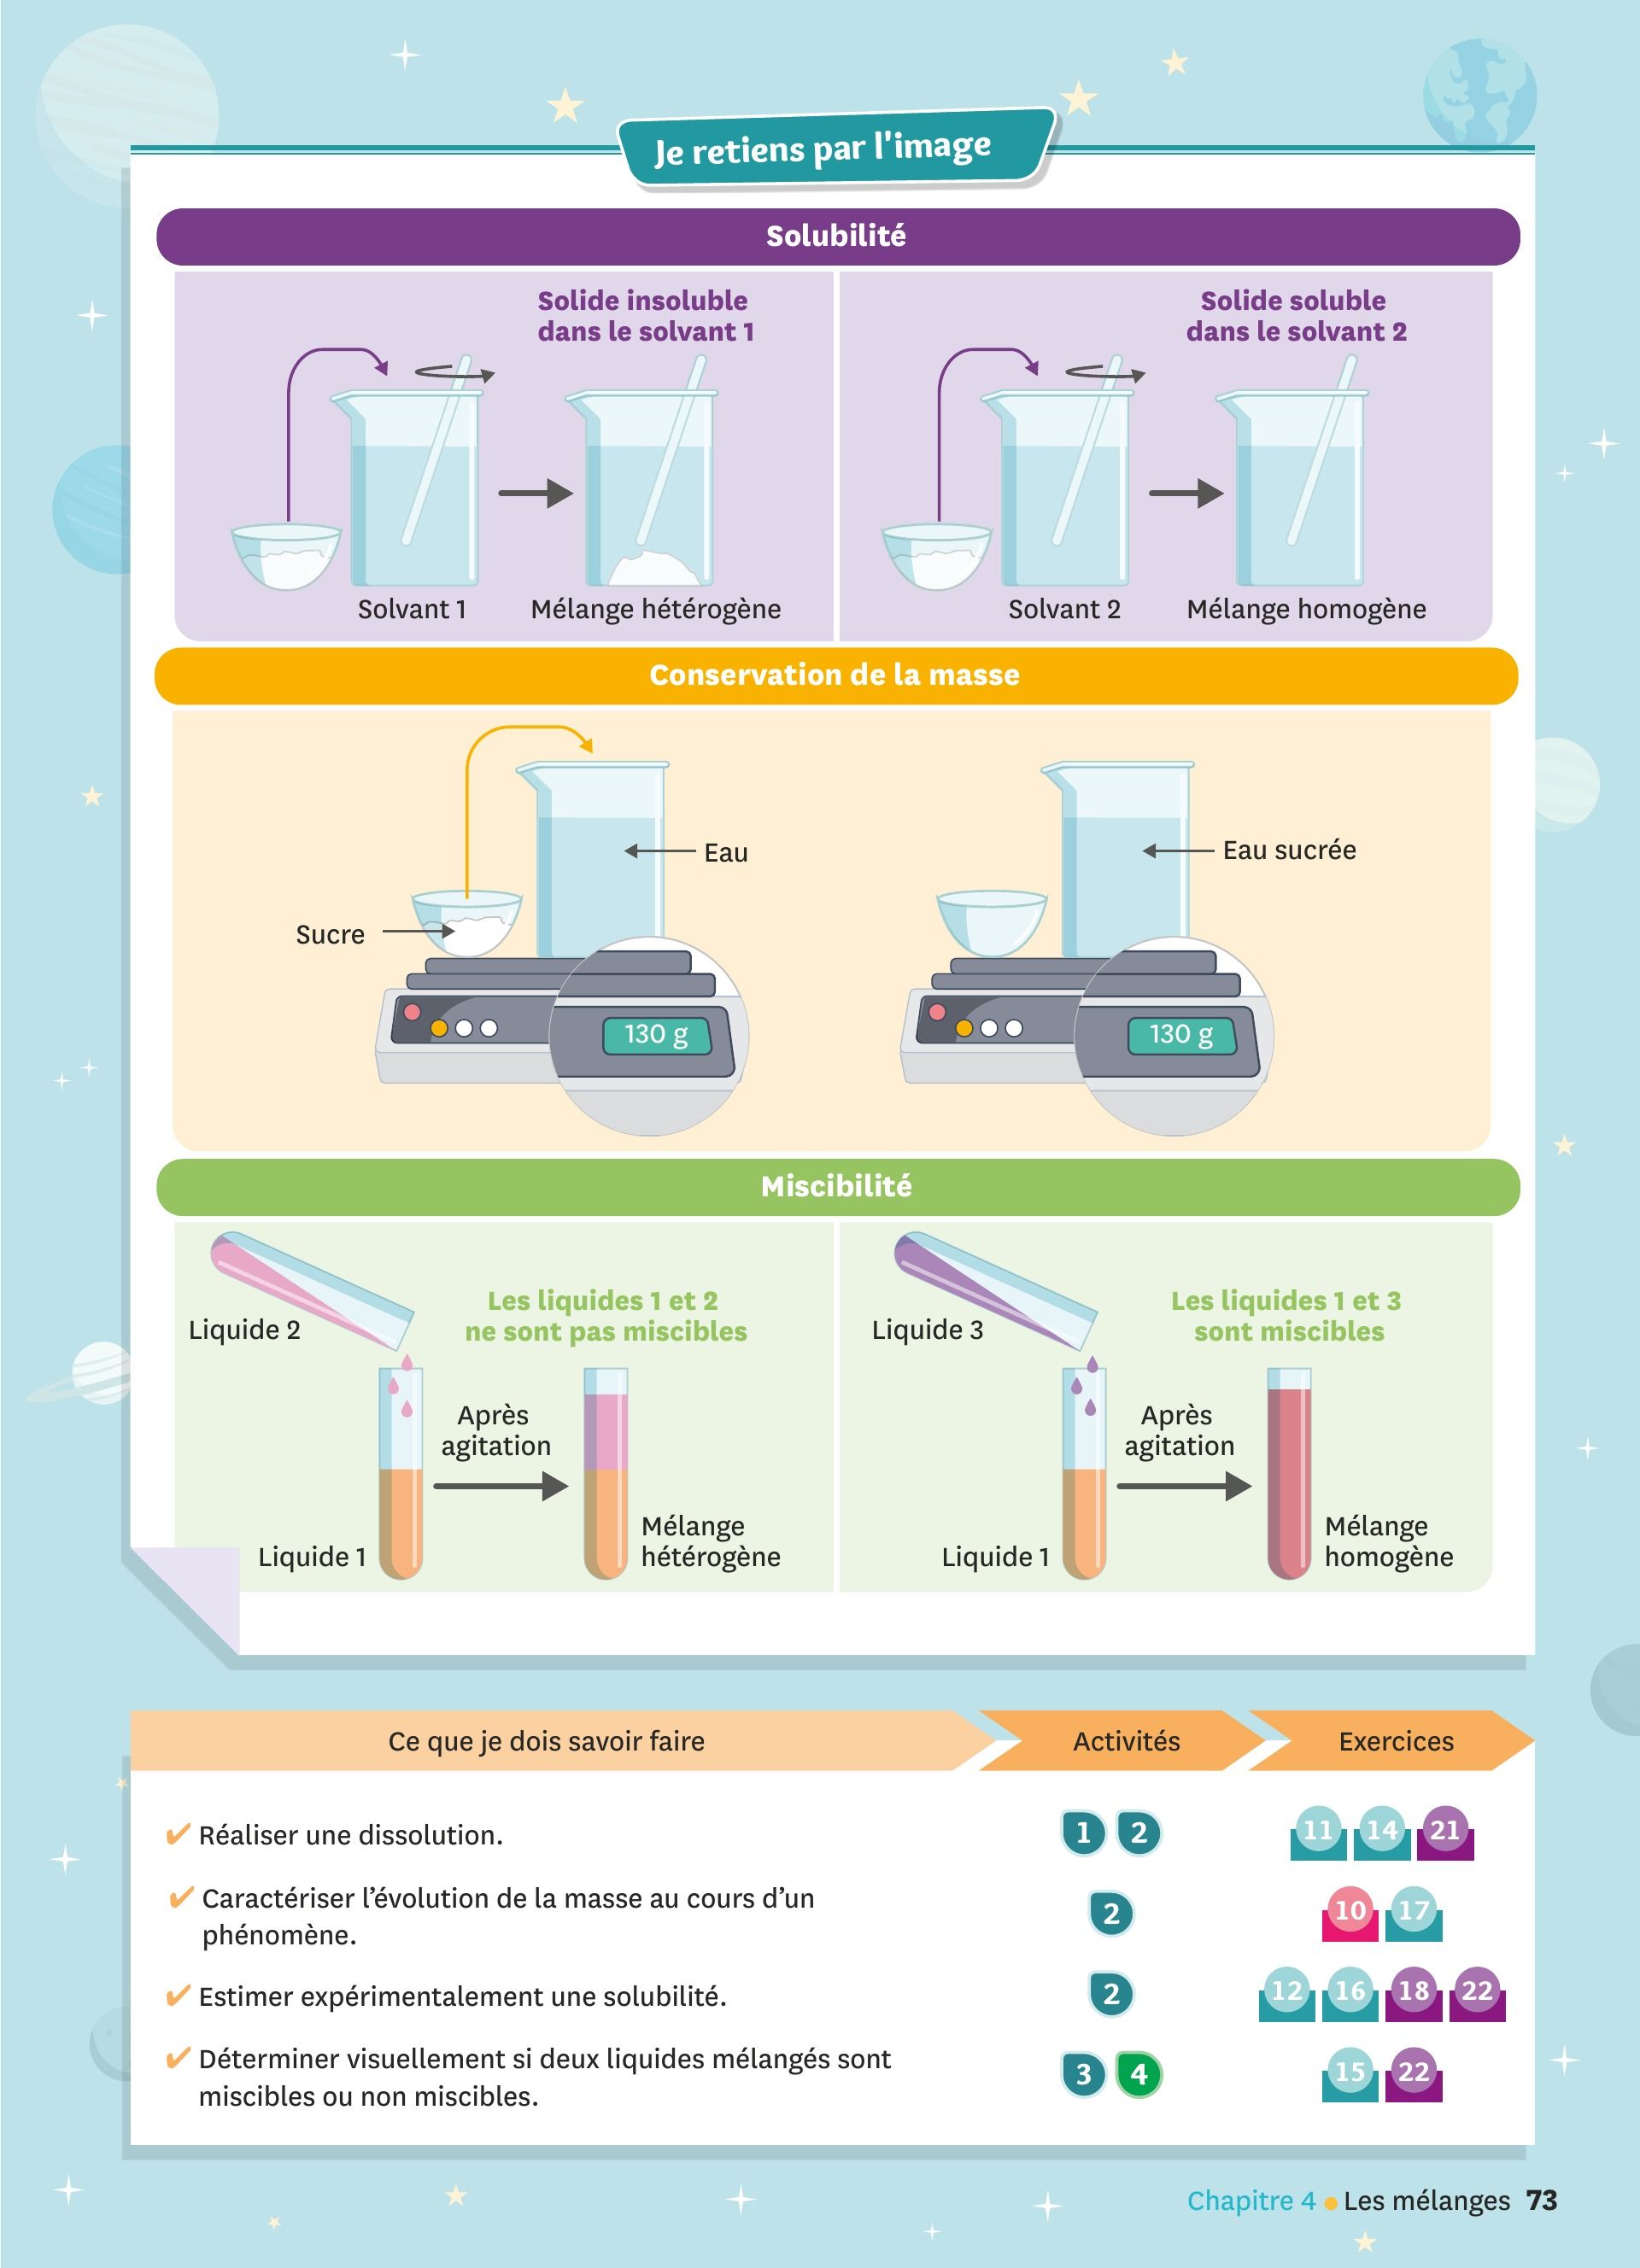 Je retiens par l'image
Solubilité
Solide insoluble
dans le solvant 1
Solvant 1
Mélange hétérogène
Solide soluble
dans le solvant 2
Solvant 2
Mélange homogène
Conservation de la masse
Eau
Sucre
130 g
Eau sucrée
130 g
Miscibilité
Liquide 2
Les liquides 1 et 2
ne sont pas miscibles
Après
agitation
Liquide 1
Mélange
hétérogène
Liquide 3
Les liquides 1 et 3
sont miscibles
Après
agitation
Liquide 1
Mélange
homogène
Ce que je dois savoir faire
Activités
Exercices
✔ Réaliser une dissolution.
1 2
11 14 21
✔ Caractériser l’évolution de la masse au cours d’un
phénomène.
2
10 17
✔ Estimer expérimentalement une solubilité.
2
12 16 18 22
✔ Déterminer visuellement si deux liquides mélangés sont
miscibles ou non miscibles.
3 4
15 22
Chapitre 4 • Les mélanges 73